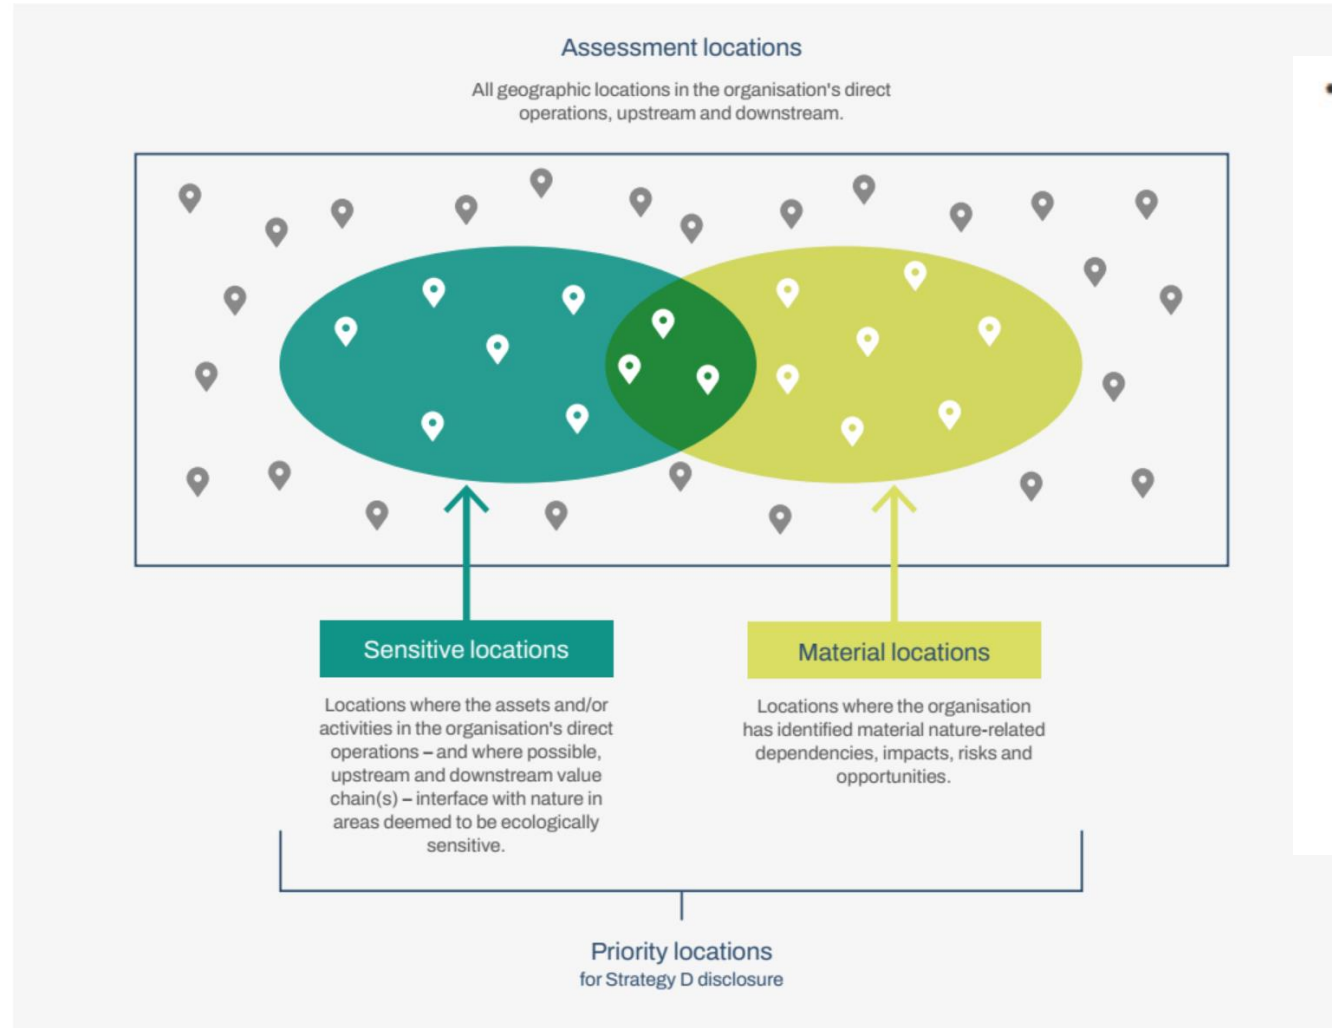 Assessment locations
All geographic locations in the organisation's direct
operations, upstream and downstream.
Sensitive locations
Locations where the assets and/or
activities in the organisation's direct
operations – and where possible,
upstream and downstream value
chain(s) – interface with nature in
areas deemed to be ecologically
sensitive.
Material locations
Locations where the organisation
has identified material nature-related
dependencies, impacts, risks and
opportunities.
Priority locations
for Strategy D disclosure